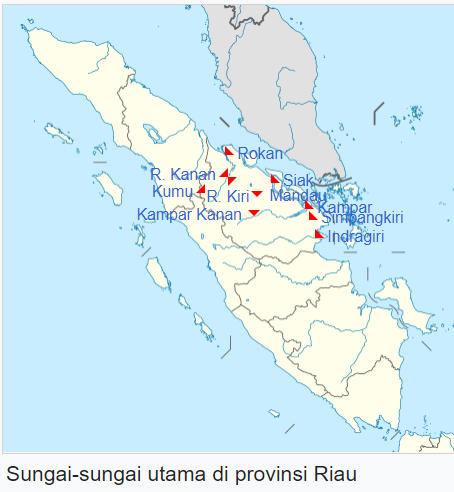 Rokan
R. Kanan
Siak
Kumu
R. Kiri
Mandau
Kampar
Kampar Kanan
Simpangkiri
Indragiri
Sungai-sungai utama di provinsi Riau